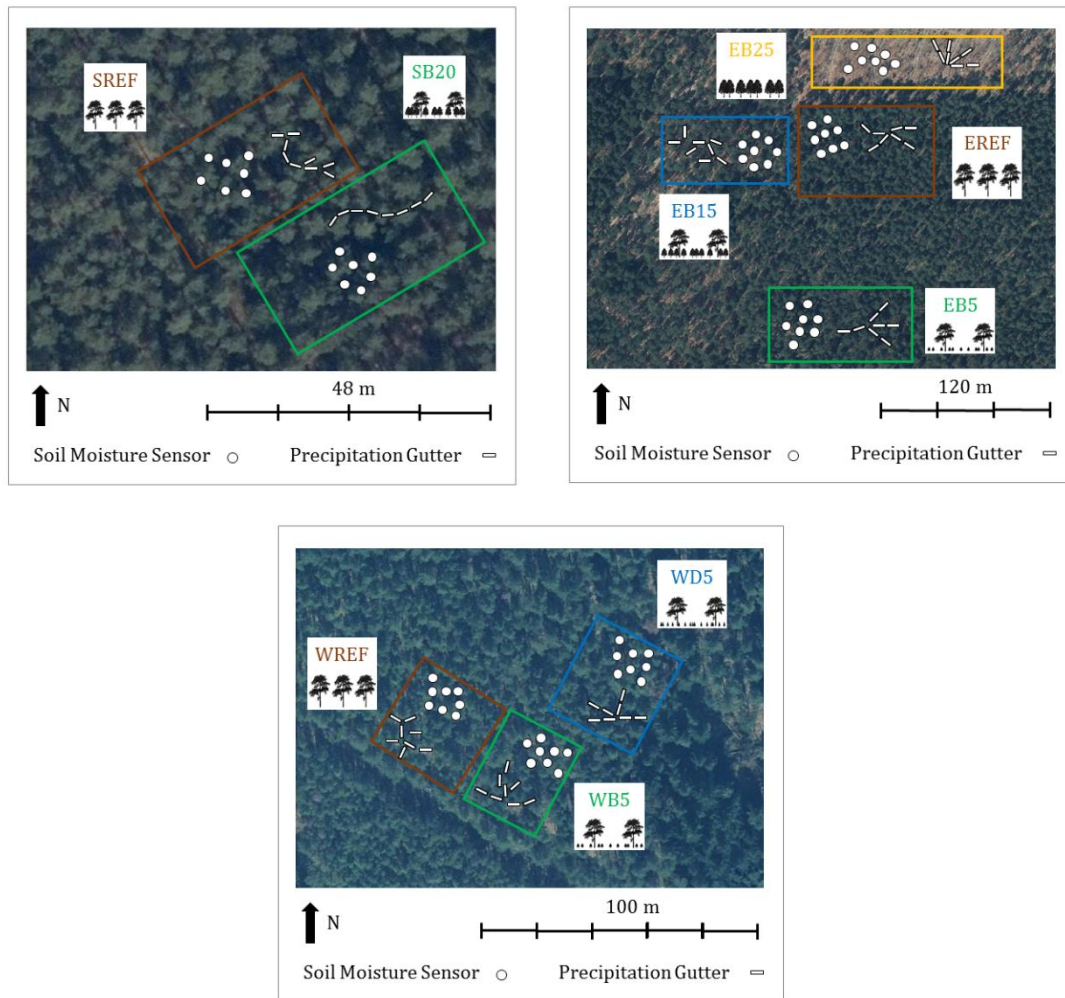 SREF
SB20
48 m
N
Soil Moisture Sensor
Precipitation Gutter
EB25
EREF
EB15
EB5
120 m
N
Soil Moisture Sensor
Precipitation Gutter
WD5
WREF
WB5
100 m
N
Soil Moisture Sensor
Precipitation Gutter